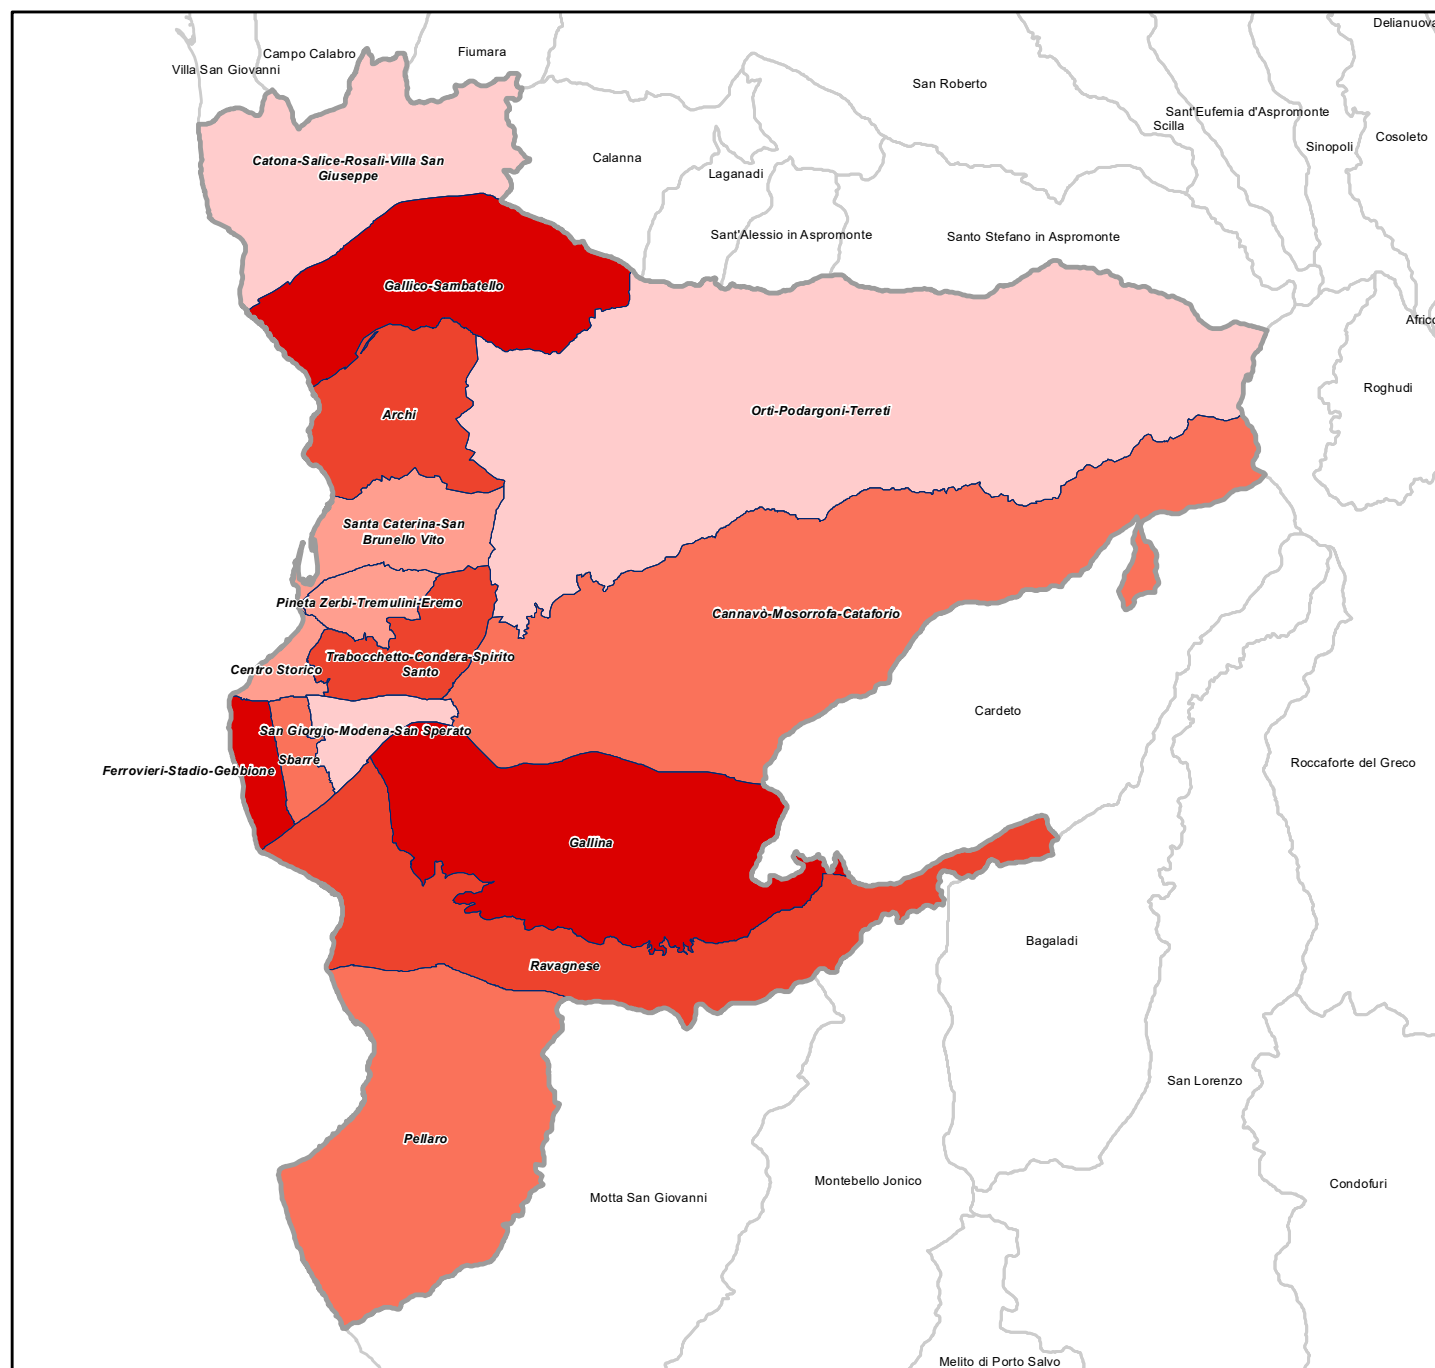 Delianuova
Fiumara
Campo Calabro
Villa San Giovanni
San Roberto
Sant'Eufemia d'Aspromonte
Scilla
Cosoleto
Sinopoli
Calanna
Catona-Salice-Rosali-Villa San
Giuseppe
Laganadi
Sant'Alessio in Aspromonte
Santo Stefano in Aspromonte
Gallico-Sambatello
Africo
Roghudi
Orti-Podargoni-Terreti
Archi
Santa Caterina-San
Brunello Vito
Pineta Zerbi-Tremulini-Eremo
Cannavò-Mosorrofa-Cataforio
Trabocchetto-Condera-Spirito
Santo
Centro Storico
Cardeto
San Giorgio-Modena-San Sperato
Sbarre
Roccaforte del Greco
Ferrovieri-Stadio-Gebbione
Gallina
Bagaladi
Ravagnese
San Lorenzo
Pellaro
Montebello Jonico
Condofuri
Motta San Giovanni
Melito di Porto Salvo